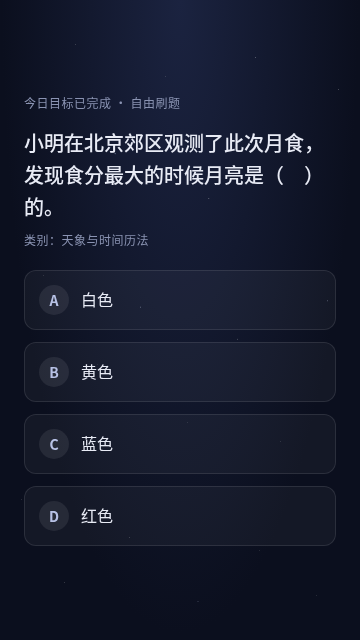 今日目标已完成 · 自由刷题
小明在北京郊区观测了此次月食，
发现食分最大的时候月亮是（　）
的。
类别：天象与时间历法
A 白色
B 黄色
C 蓝色
D 红色